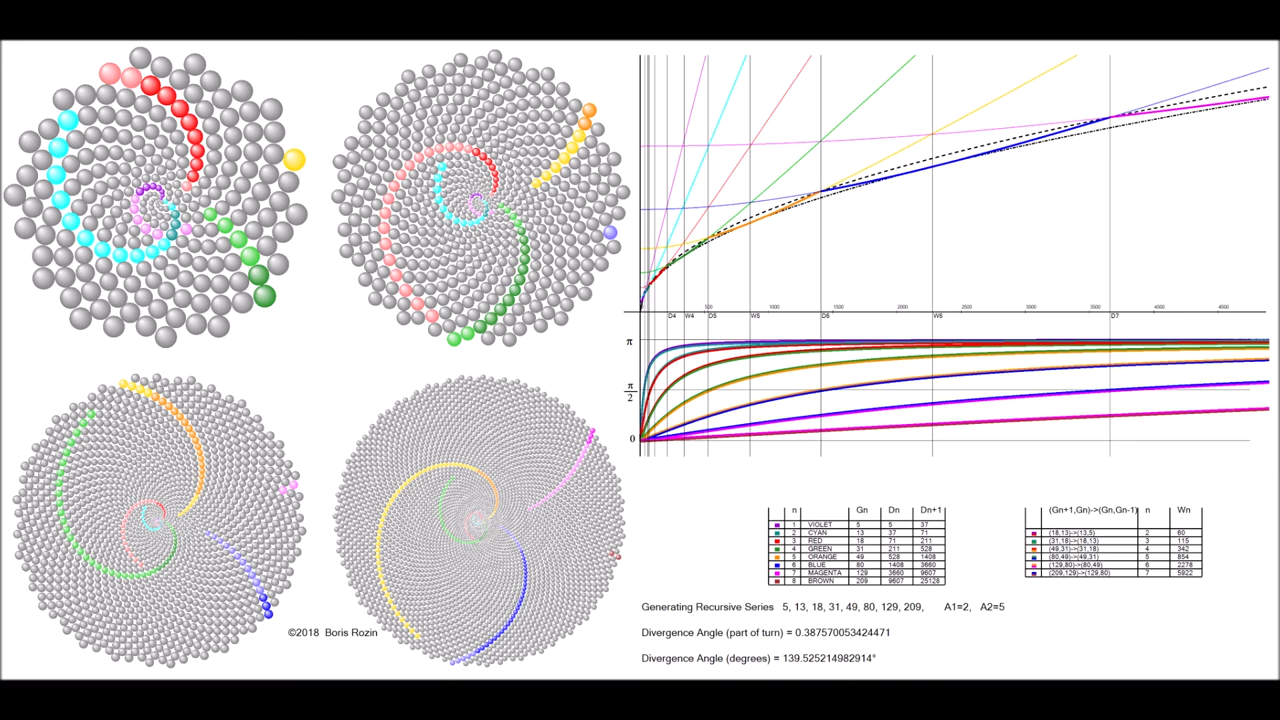 500 1000 1500 2000 2500 3000 3500 4000 4500
D4 W4 D5 W5 D6 W6 D7
π
π
2
0
n Gn Dn Dn+1
1 VIOLET 5 5 37
2 CYAN 13 37 71
3 RED 18 71 211
4 GREEN 31 211 528
5 ORANGE 49 528 1408
6 BLUE 80 1408 3660
7 MAGENTA 129 3660 9607
8 BROWN 209 9607 25128
(Gn+1,Gn)->(Gn,Gn-1) n Wn
(18,13)->(13,5) 2 60
(31,18)->(18,13) 3 115
(49,31)->(31,18) 4 342
(80,49)->(49,31) 5 854
(129,80)->(80,49) 6 2278
(209,129)->(129,80) 7 5922
Generating Recursive Series 5, 13, 18, 31, 49, 80, 129, 209, A1=2, A2=5
©2018 Boris Rozin
Divergence Angle (part of turn) = 0.387570053424471
Divergence Angle (degrees) = 139.525214982914°